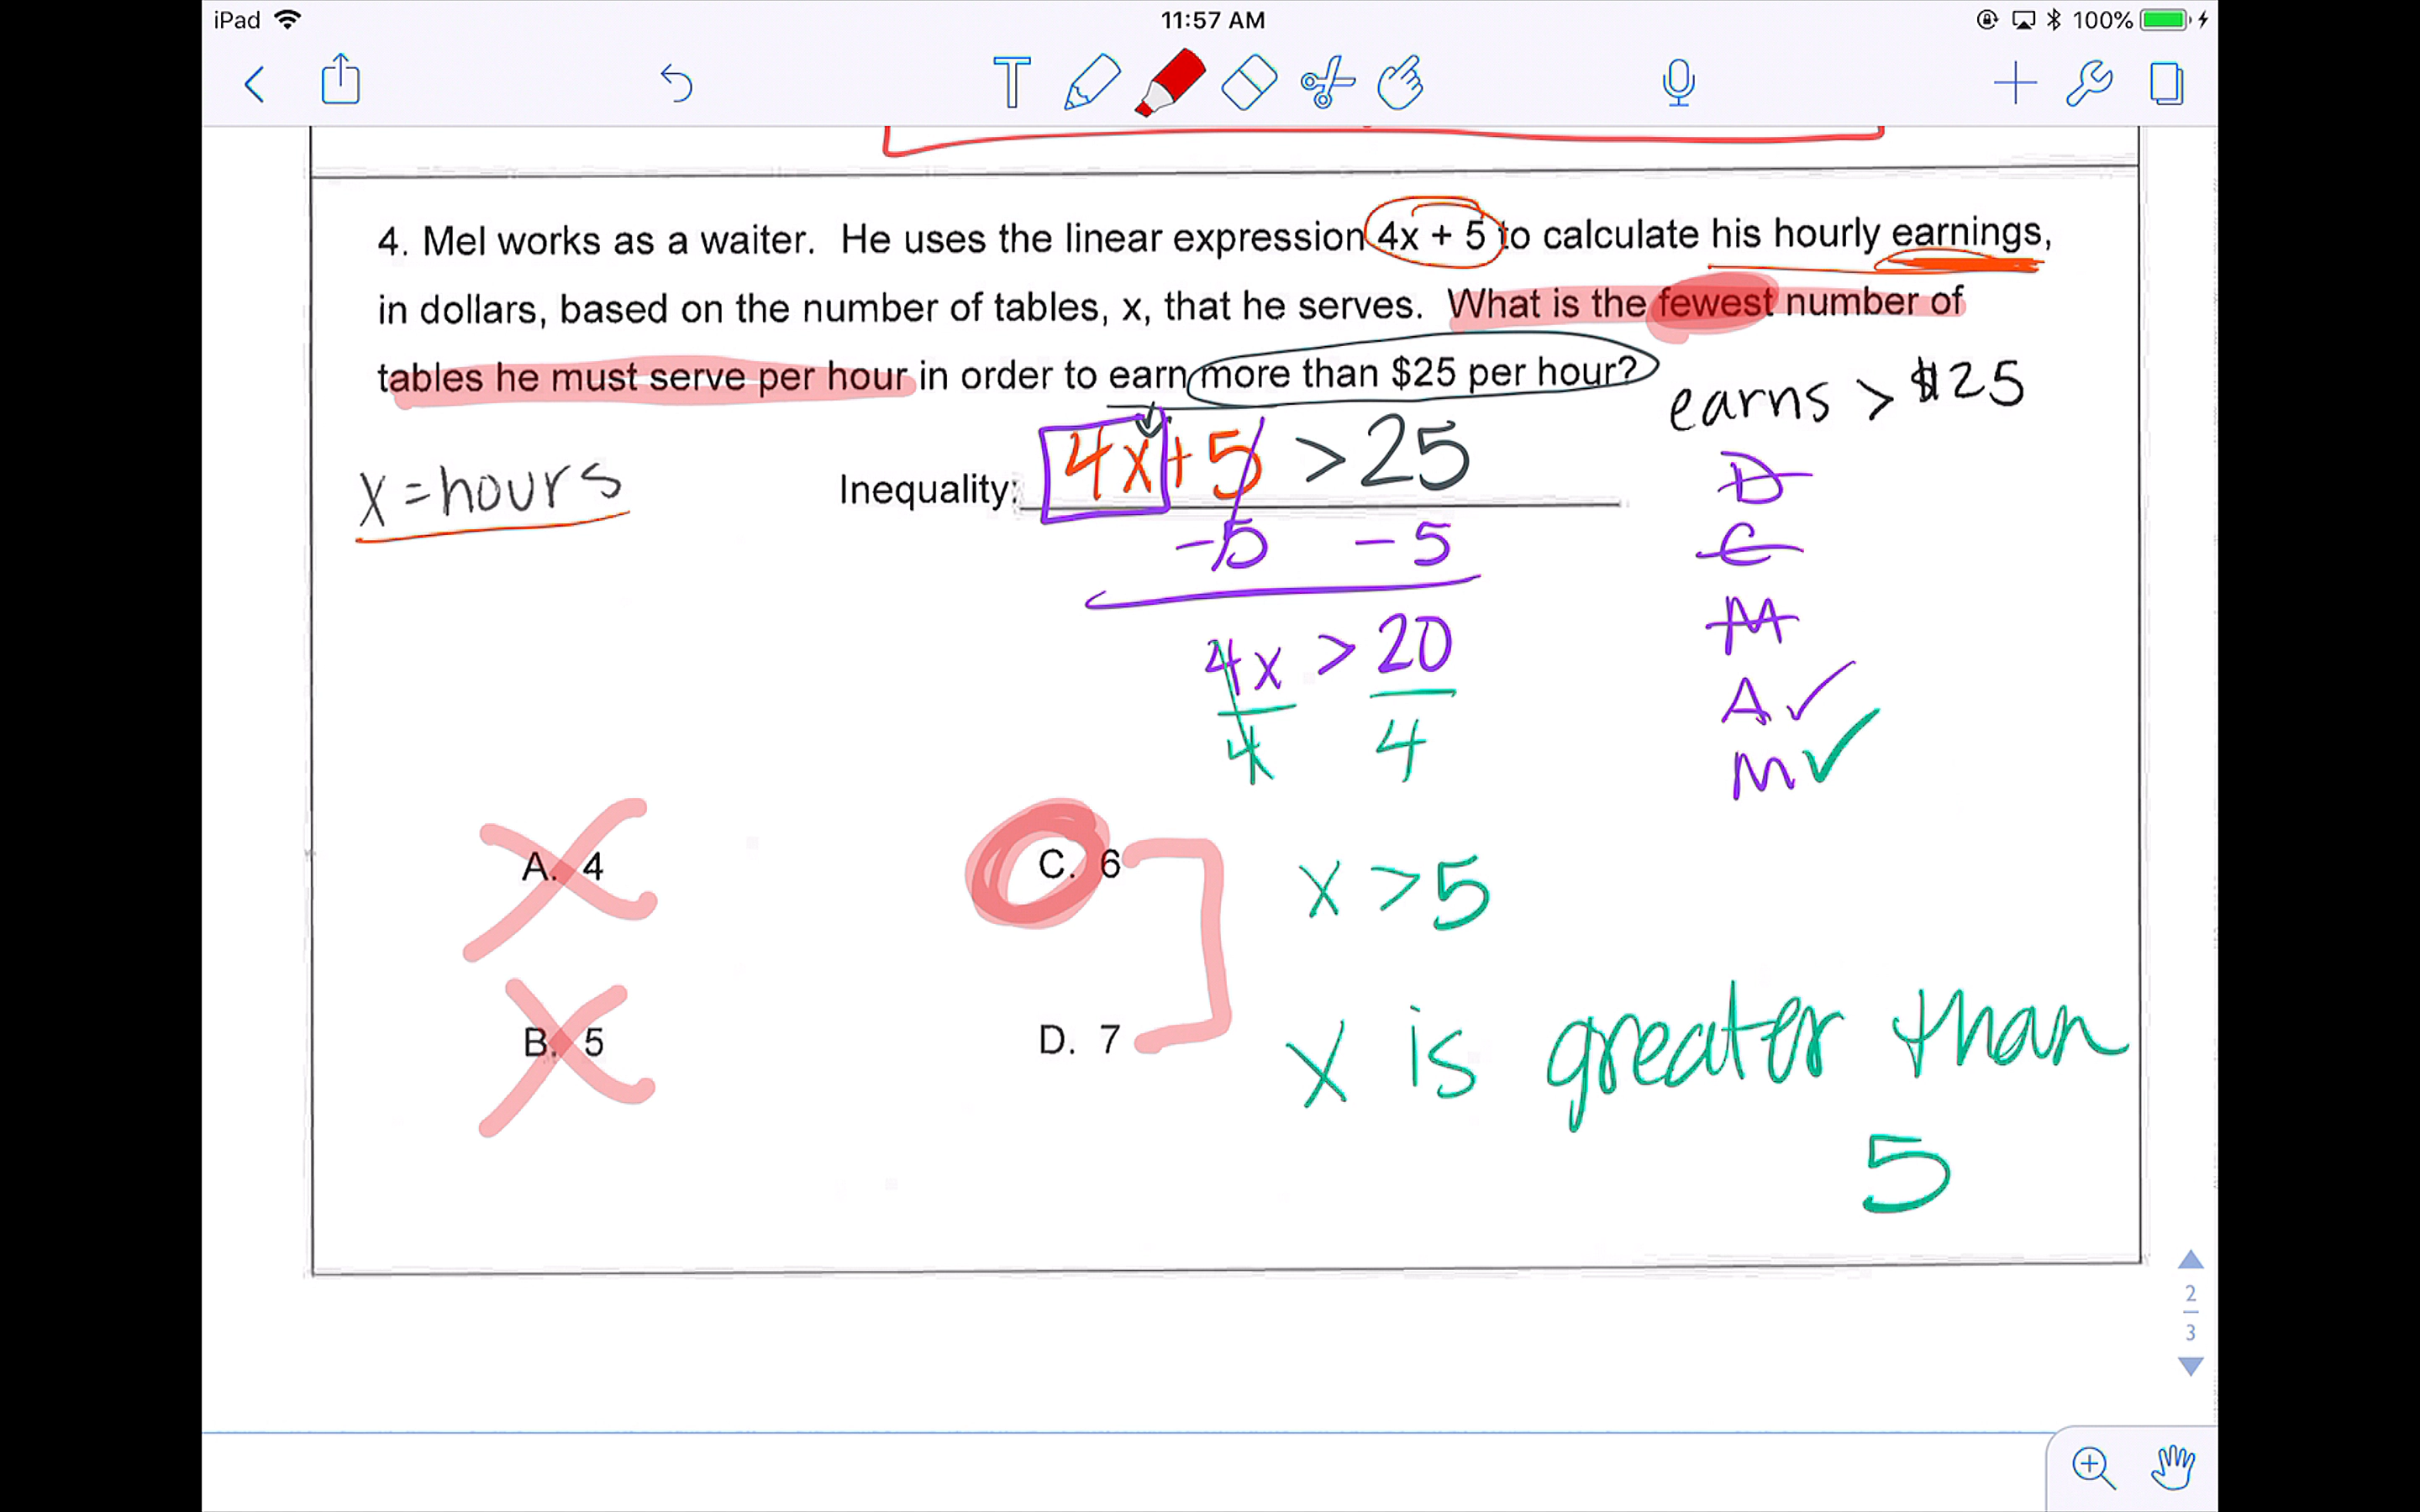 iPad 11:57 AM 100%
T
4. Mel works as a waiter. He uses the linear expression 4x + 5 to calculate his hourly earnings,
in dollars, based on the number of tables, x, that he serves. What is the fewest number of
tables he must serve per hour in order to earn more than $25 per hour?
earns > $25
x = hours
Inequality: 4x + 5 > 25
- 5 - 5
4x > 20
4 4
D
E
M
A ✓
M ✓
A. 4
C. 6
x > 5
B. 5
D. 7
x is greater than
5
2
3